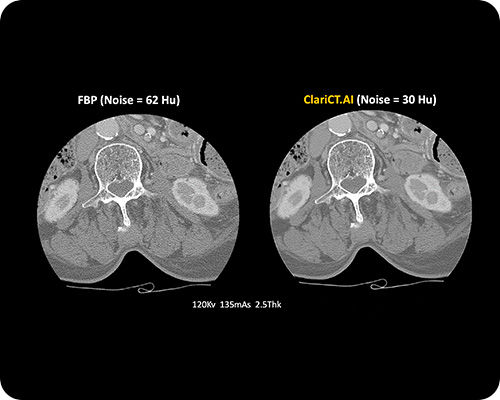 FBP (Noise = 62 Hu)
ClariCT.AI (Noise = 30 Hu)
120Kv 135mAs 2.5Thk